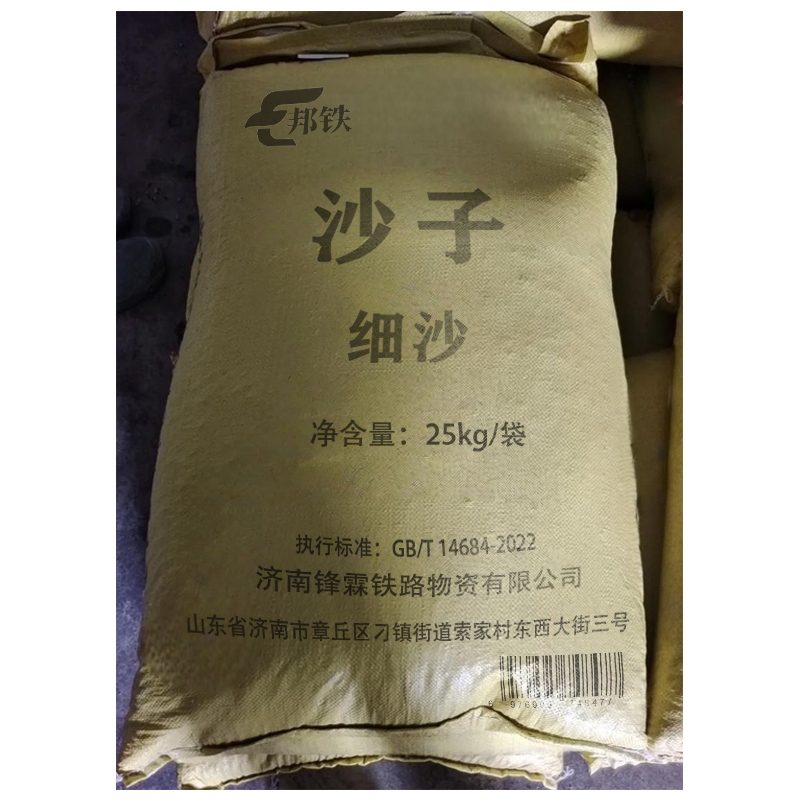 邦铁
沙子
细沙
净含量：25kg/袋
执行标准：GB/T 14684-2022
济南锋霖铁路物资有限公司
山东省济南市章丘区刁镇街道索家村东西大街三号